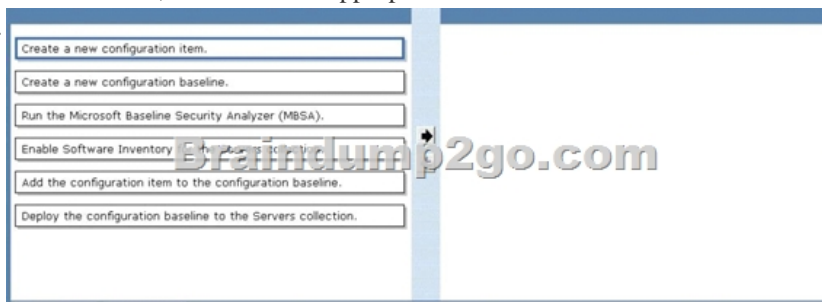 Create a new configuration item.
Create a new configuration baseline.
Run the Microsoft Baseline Security Analyzer (MBSA).
Enable Software Inventory
Braindump2go.com
Add the configuration item to the configuration baseline.
Deploy the configuration baseline to the Servers collection.